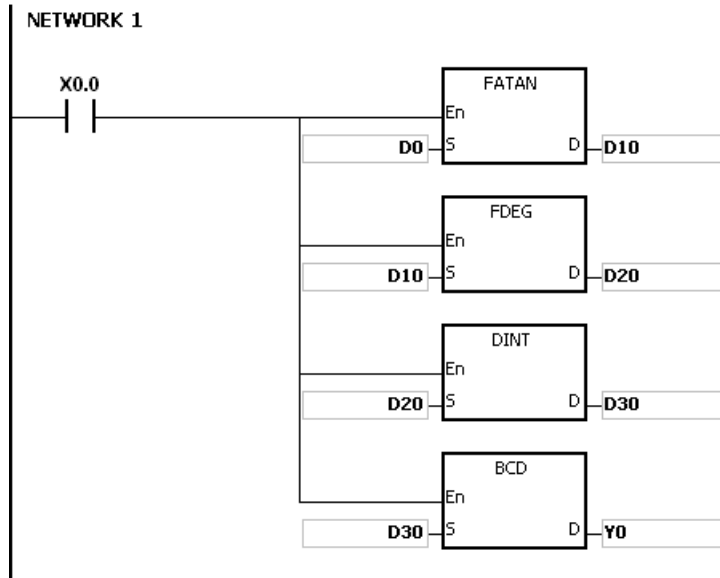 NETWORK 1
X0.0
FATAN
En
D0 S D D10
FDEG
En
D10 S D D20
DINT
En
D20 S D D30
BCD
En
D30 S D Y0